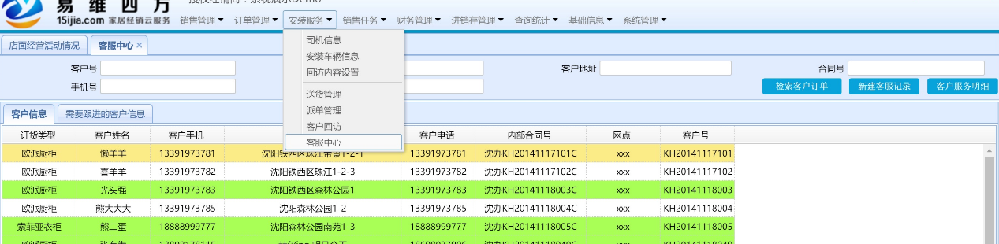 授权经销商：系统演示Demo
易维四方
15ijia.com 家居经销云服务
销售管理 订单管理 安装服务 销售任务 财务管理 进销存管理 查询统计 基础信息 系统管理
店面经营活动情况 客服中心
司机信息
安装车辆信息
回访内容设置
送货管理
派单管理
客户回访
客服中心
客户号 客户地址 合同号
手机号 检索客户订单 新建客服记录 客户服务明细
客户信息 需要跟进的客户信息
订货类型 客户姓名 客户手机 客户电话 内部合同号 网点 客户号
欧派厨柜 懒羊羊 13391973781 沈阳铁西区珠江帝景1-2-1 13391973781 沈办KH20141117101C xxx KH20141117101
欧派厨柜 喜羊羊 13391973782 沈阳铁西区珠江1-2-3 13391973782 沈办KH20141117102C xxx KH20141117102
欧派厨柜 光头强 13391973783 沈阳铁西区森林公园1 13391973783 沈办KH20141118003C xxx KH20141118003
欧派厨柜 熊大大大 13391973785 沈阳森林公园1-2 13391973785 沈办KH20141118004C xxx KH20141118004
索菲亚衣柜 熊二蛋 18888999777 沈阳森林公园南苑1-3 18888999777 沈办KH20141118005C xxx KH20141118005
欧派厨柜 xxx